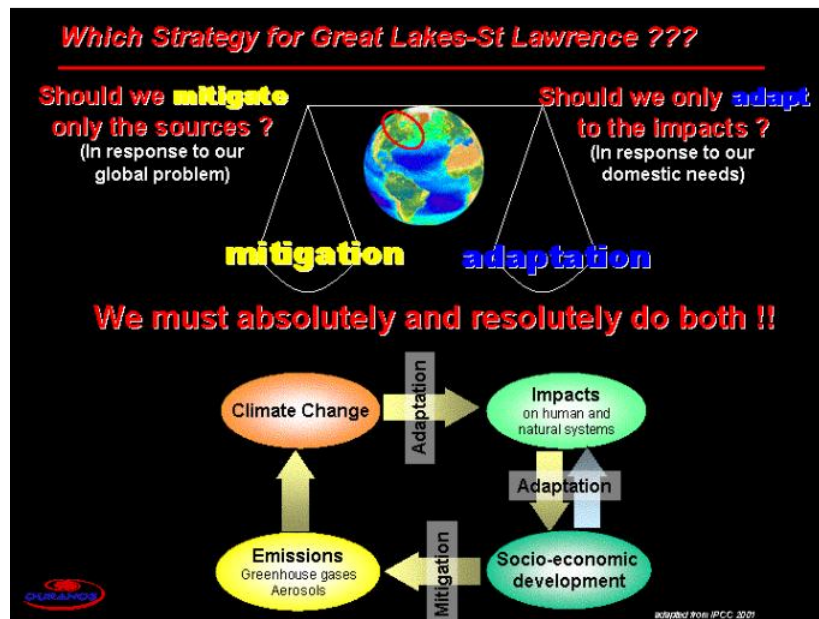 Which Strategy for Great Lakes-St Lawrence ???
Should we mitigate
only the sources ?
(In response to our
global problem)
Should we only adapt
to the impacts ?
(In response to our
domestic needs)
mitigation
adaptation
We must absolutely and resolutely do both !!
Climate Change
Adaptation
Impacts
on human and
natural systems
Adaptation
Emissions
Greenhouse gases
Aerosols
Mitigation
Socio-economic
development
OURANOS
adapted from IPCC 2001